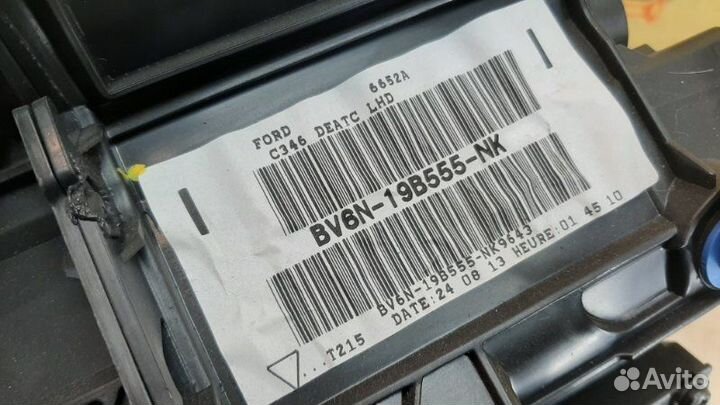 FORD 6652A
C346 DEATC LHD
BV6N-19B555-NK
BV6N-19B555-NK9643
DATE:24 08 13 HEURE:01 45 10
...T215
Avito